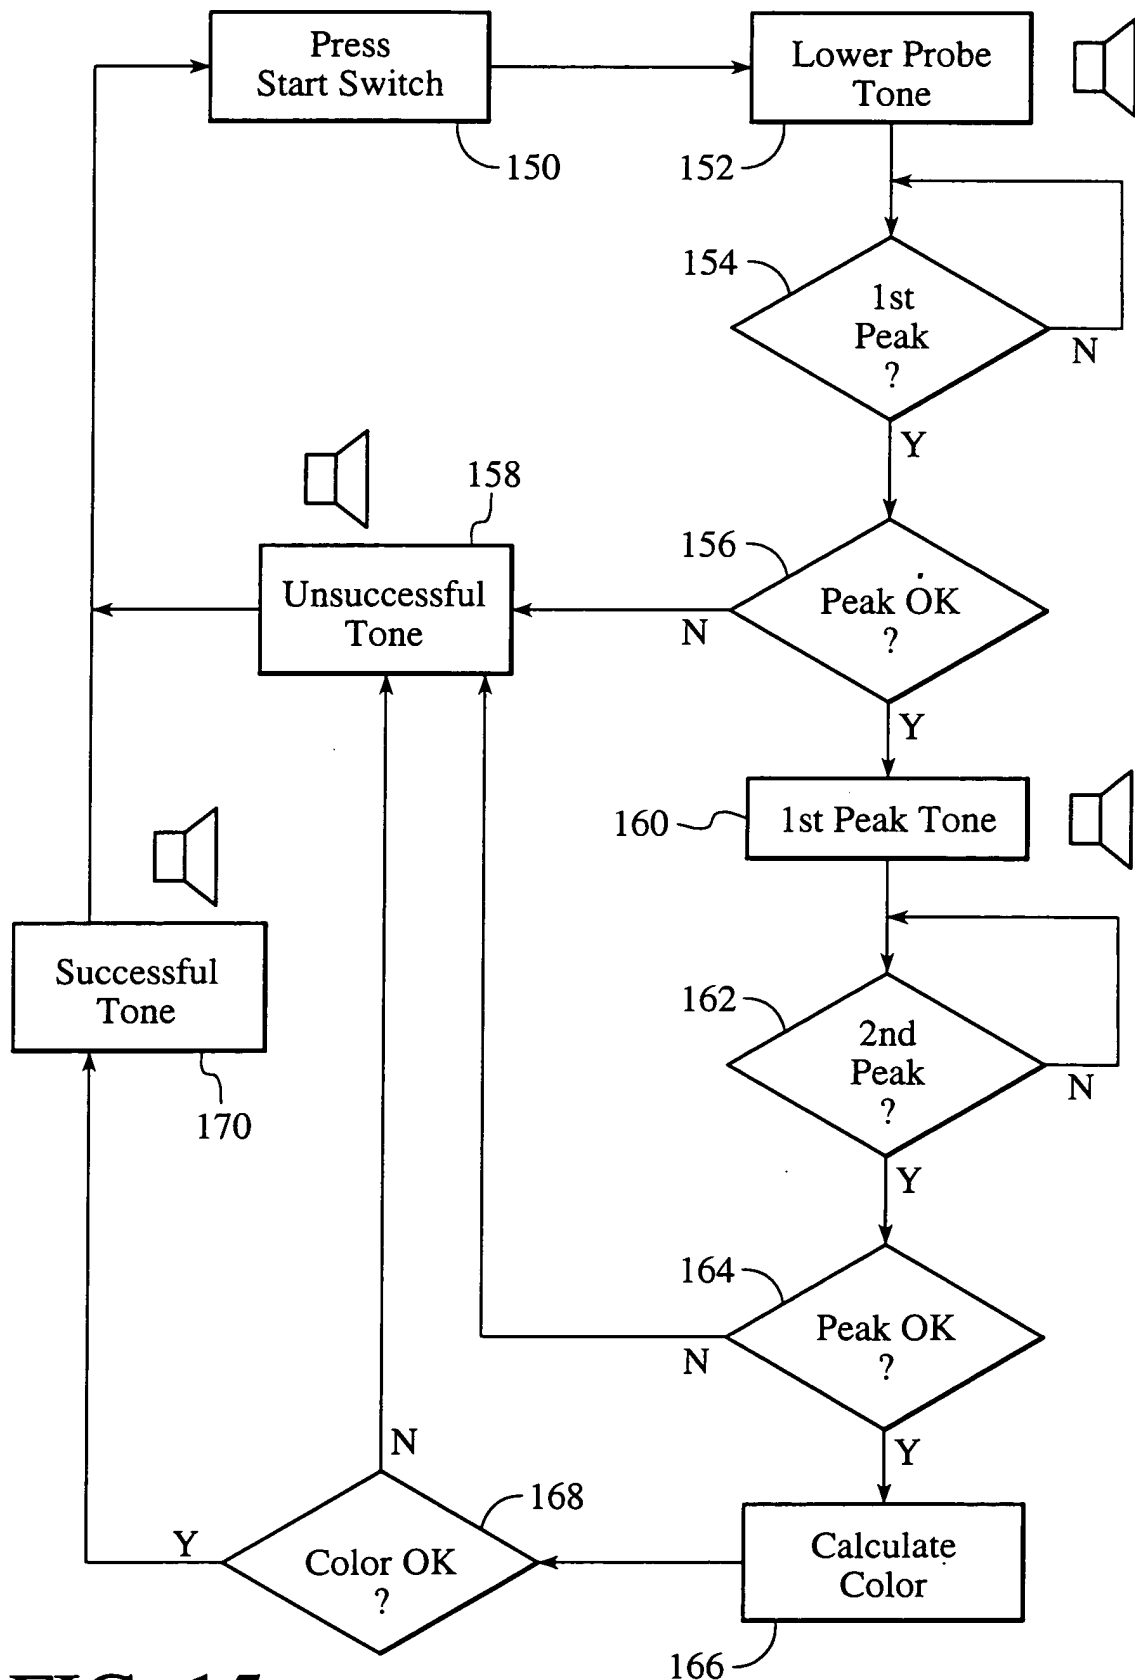 Press
Start Switch
150
Lower Probe
Tone
152
154
1st
Peak
?
N
Y
158
Unsuccessful
Tone
156
Peak OK
?
N
Y
160
1st Peak Tone
Successful
Tone
170
162
2nd
Peak
?
N
Y
164
Peak OK
?
N
Y
N
168
Y
Color OK
?
Calculate
Color
166